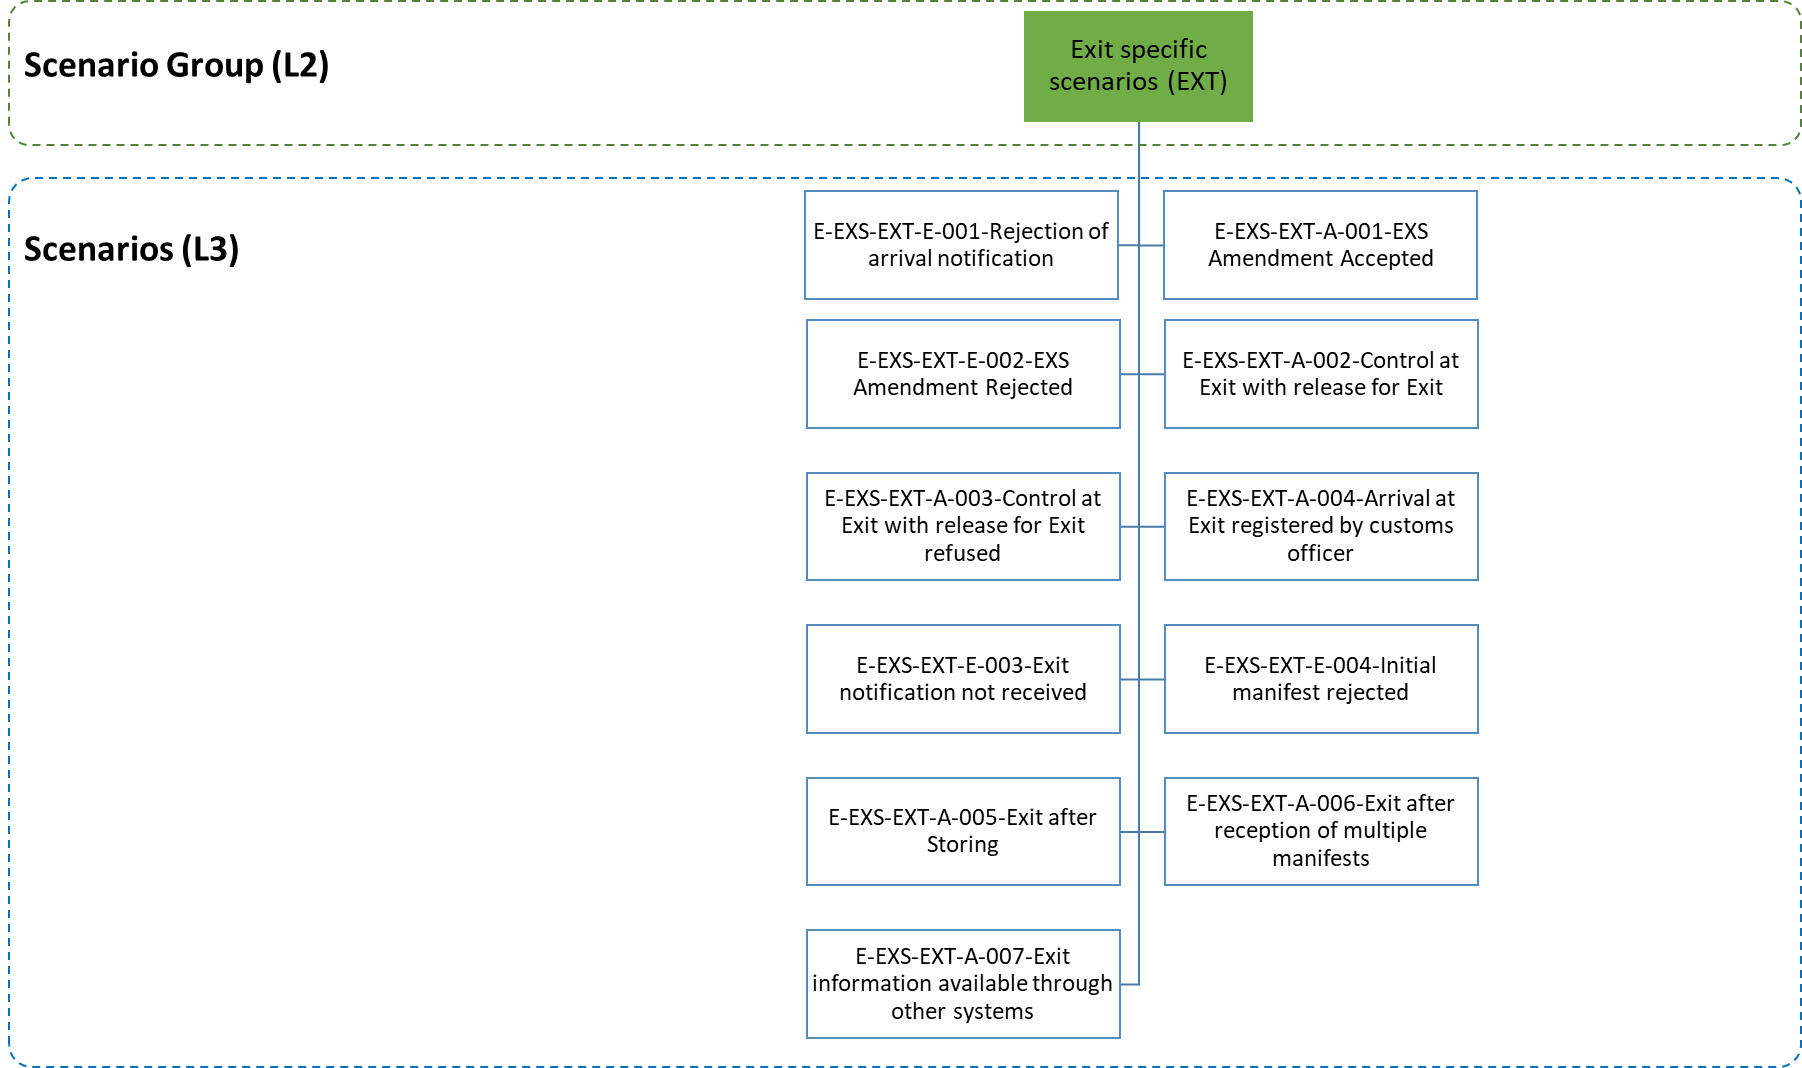 Scenario Group (L2)
Exit specific
scenarios (EXT)
Scenarios (L3)
E-EXS-EXT-E-001-Rejection of
arrival notification
E-EXS-EXT-A-001-EXS
Amendment Accepted
E-EXS-EXT-E-002-EXS
Amendment Rejected
E-EXS-EXT-A-002-Control at
Exit with release for Exit
E-EXS-EXT-A-003-Control at
Exit with release for Exit
refused
E-EXS-EXT-A-004-Arrival at
Exit registered by customs
officer
E-EXS-EXT-E-003-Exit
notification not received
E-EXS-EXT-E-004-Initial
manifest rejected
E-EXS-EXT-A-005-Exit after
Storing
E-EXS-EXT-A-006-Exit after
reception of multiple
manifests
E-EXS-EXT-A-007-Exit
information available through
other systems